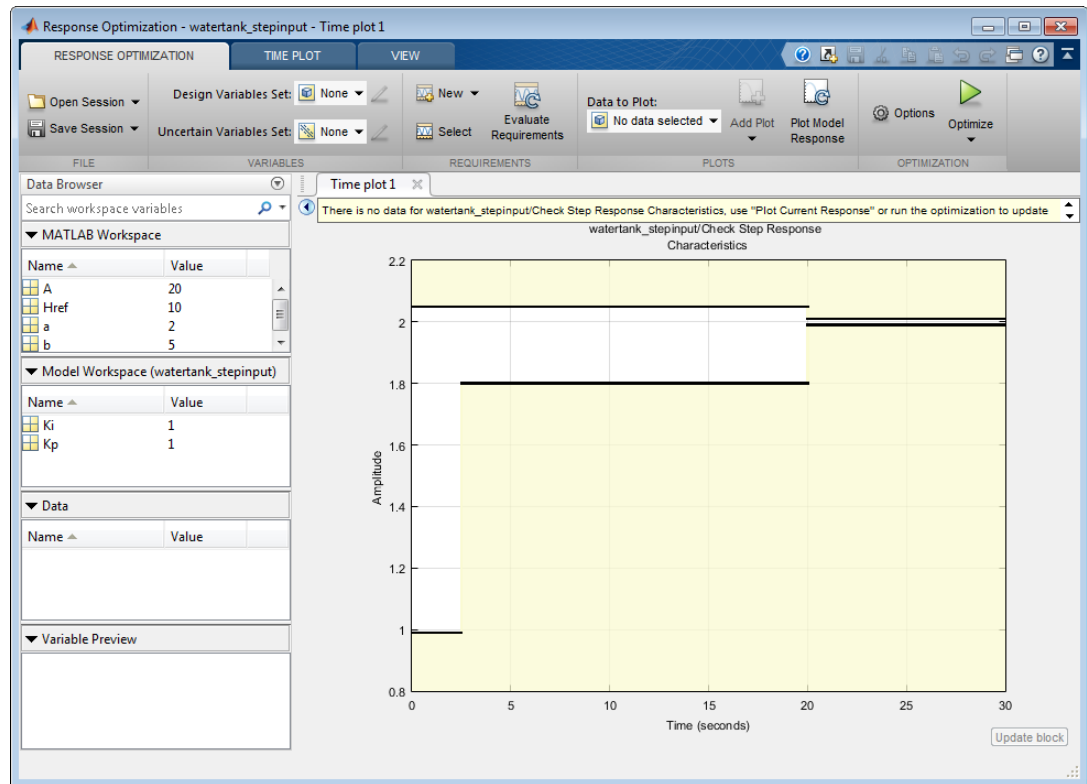 Response Optimization - watertank_stepinput - Time plot 1
RESPONSE OPTIMIZATION TIME PLOT VIEW
Open Session
Save Session
FILE
Design Variables Set: None
Uncertain Variables Set: None
VARIABLES
New
Select
Evaluate
Requirements
REQUIREMENTS
Data to Plot:
No data selected
Add Plot
Plot Model
Response
PLOTS
Options
Optimize
OPTIMIZATION
Data Browser
Search workspace variables
MATLAB Workspace
Name Value
A 20
Href 10
a 2
b 5
Model Workspace (watertank_stepinput)
Name Value
Ki 1
Kp 1
Data
Name Value
Variable Preview
Time plot 1
There is no data for watertank_stepinput/Check Step Response Characteristics, use "Plot Current Response" or run the optimization to update
watertank_stepinput/Check Step Response
Characteristics
2.2
2
1.8
1.6
1.4
1.2
1
0.8
Amplitude
0 5 10 15 20 25 30
Time (seconds)
Update block